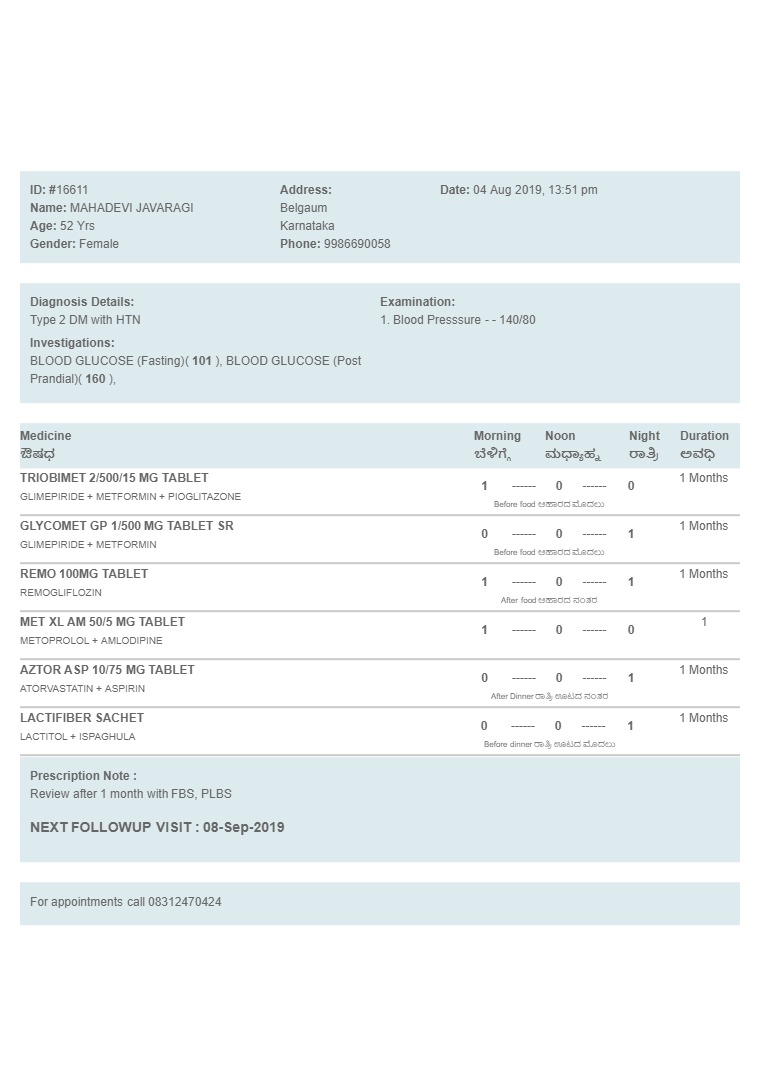 ID: #16611
Name: MAHADEVI JAVARAGI
Age: 52 Yrs
Gender: Female
Address:
Belgaum
Karnataka
Phone: 9986690058
Date: 04 Aug 2019, 13:51 pm
Diagnosis Details:
Type 2 DM with HTN
Investigations:
BLOOD GLUCOSE (Fasting)( 101 ), BLOOD GLUCOSE (Post
Prandial)( 160 ),
Examination:
1. Blood Presssure - - 140/80
Medicine Morning Noon Night Duration
ಔಷಧ ಬೆಳಿಗ್ಗೆ ಮಧ್ಯಾಹ್ನ ರಾತ್ರಿ ಅವಧಿ
TRIOBIMET 2/500/15 MG TABLET 1 ------ 0 ------ 0 1 Months
GLIMEPIRIDE + METFORMIN + PIOGLITAZONE Before food ಆಹಾರದ ಮೊದಲು
GLYCOMET GP 1/500 MG TABLET SR 0 ------ 0 ------ 1 1 Months
GLIMEPIRIDE + METFORMIN Before food ಆಹಾರದ ಮೊದಲು
REMO 100MG TABLET 1 ------ 0 ------ 1 1 Months
REMOGLIFLOZIN After food ಆಹಾರದ ನಂತರ
MET XL AM 50/5 MG TABLET 1 ------ 0 ------ 0 1
METOPROLOL + AMLODIPINE
AZTOR ASP 10/75 MG TABLET 0 ------ 0 ------ 1 1 Months
ATORVASTATIN + ASPIRIN After Dinner ರಾತ್ರಿ ಊಟದ ನಂತರ
LACTIFIBER SACHET 0 ------ 0 ------ 1 1 Months
LACTITOL + ISPAGHULA Before dinner ರಾತ್ರಿ ಊಟದ ಮೊದಲು
Prescription Note :
Review after 1 month with FBS, PLBS
NEXT FOLLOWUP VISIT : 08-Sep-2019
For appointments call 08312470424